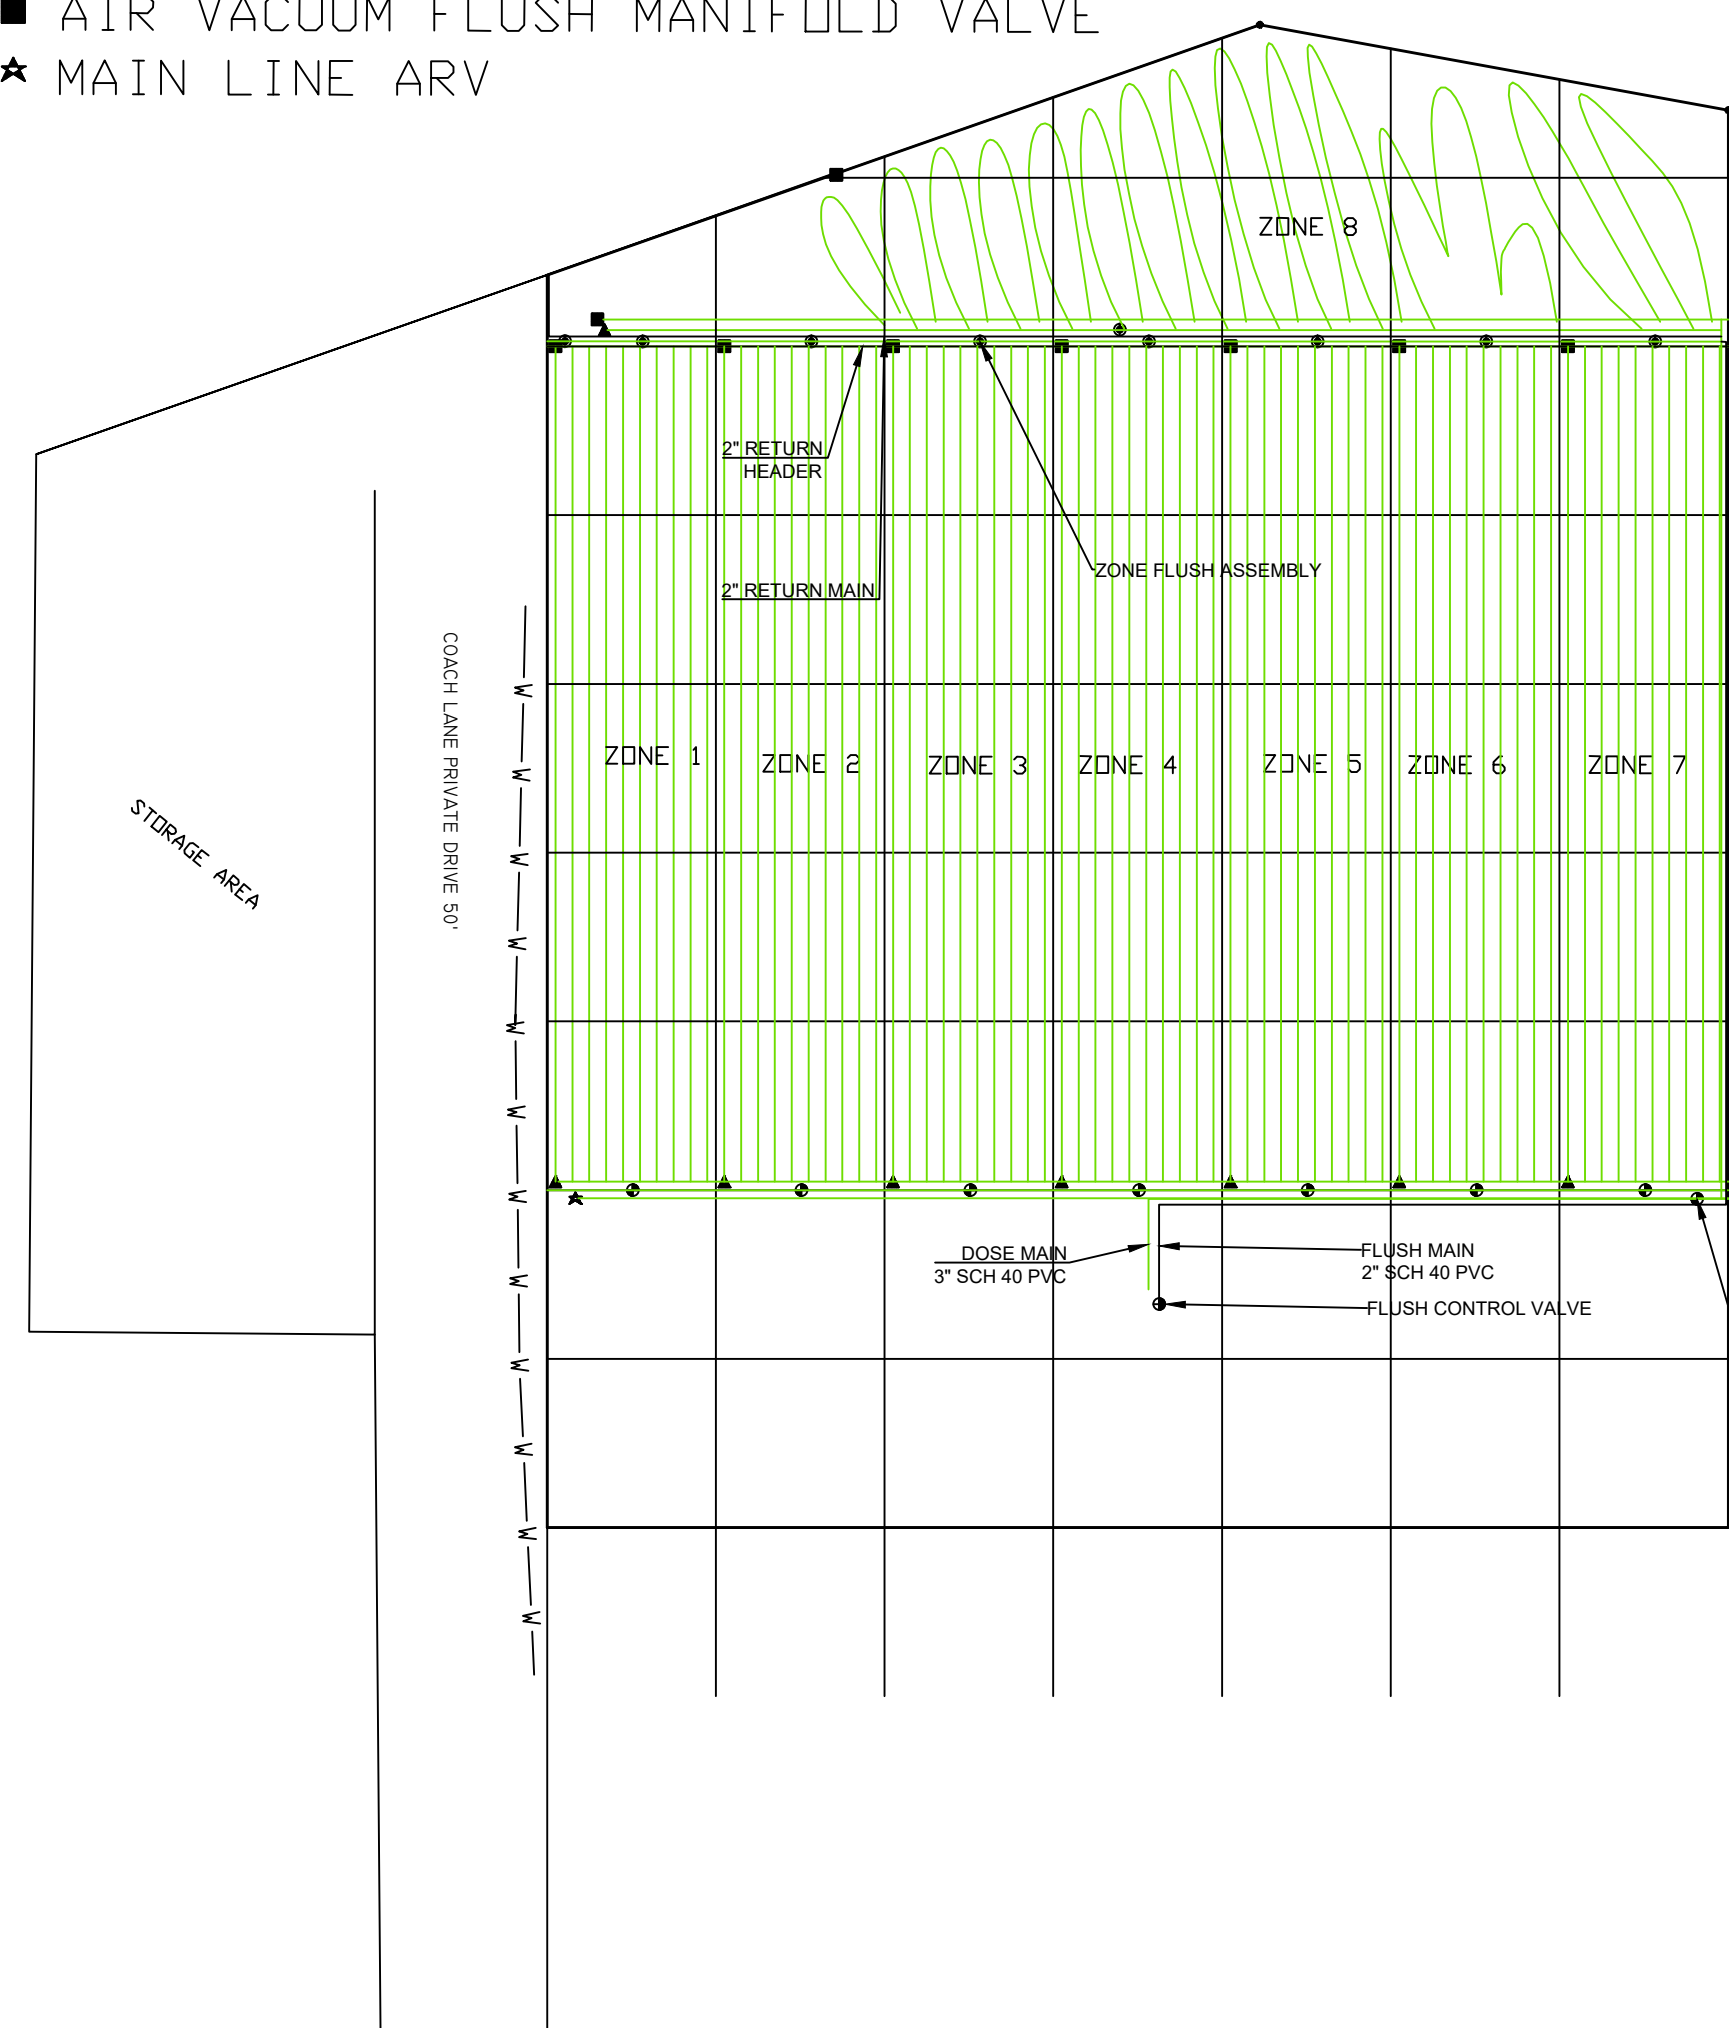 AIR VACUUM FLUSH MANIFOLD VALVE
MAIN LINE ARV
ZONE 8
2" RETURN
HEADER
2" RETURN MAIN
ZONE FLUSH ASSEMBLY
COACH LANE PRIVATE DRIVE 50'
STORAGE AREA
ZONE 1
ZONE 2
ZONE 3
ZONE 4
ZONE 5
ZONE 6
ZONE 7
W
W
W
W
W
W
W
W
W
W
W
W
DOSE MAIN
3" SCH 40 PVC
FLUSH MAIN
2" SCH 40 PVC
FLUSH CONTROL VALVE